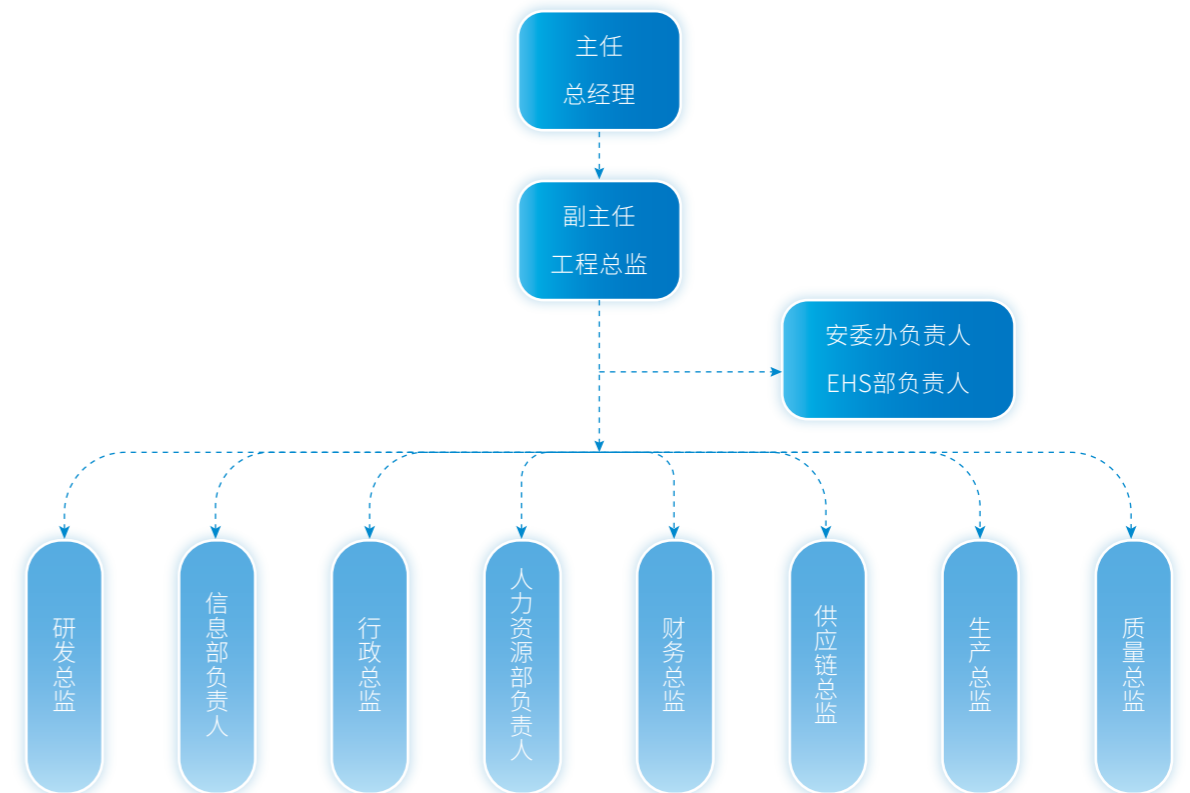 主任
总经理
副主任
工程总监
安委办负责人
EHS部负责人
研发总监
信息部负责人
行政总监
人力资源部负责人
财务总监
供应链总监
生产总监
质量总监